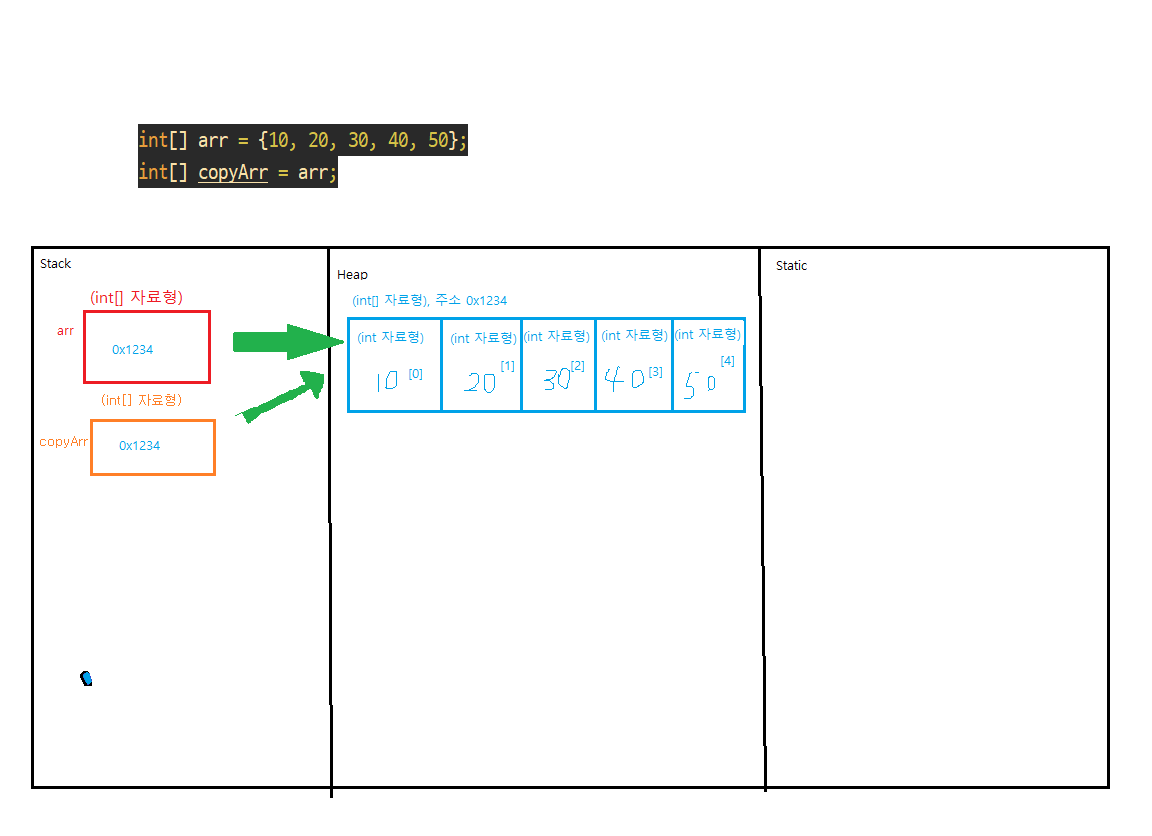 int[] arr = {10, 20, 30, 40, 50};
int[] copyArr = arr;
Stack
Heap
Static
(int[] 자료형)
arr
0x1234
(int[] 자료형)
copyArr
0x1234
(int[] 자료형), 주소 0x1234
(int 자료형) (int 자료형) (int 자료형) (int 자료형) (int 자료형)
10 [0] 20 [1] 30 [2] 40 [3] 50 [4]